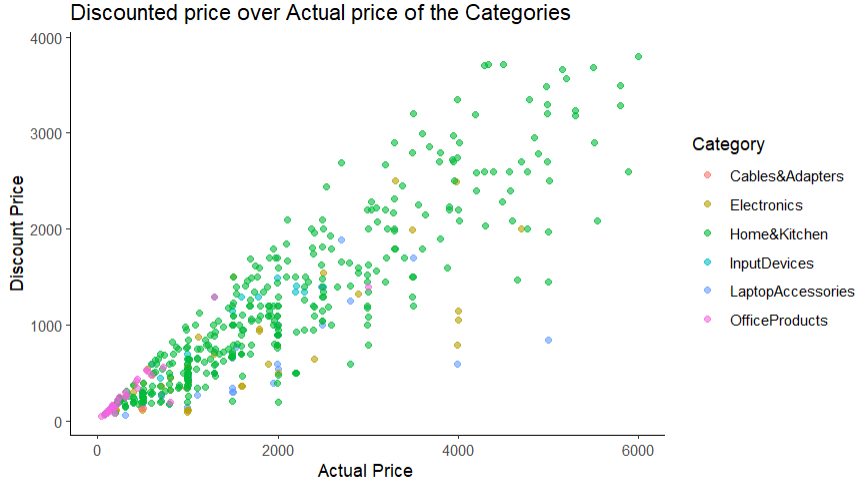 Discounted price over Actual price of the Categories
4000
3000
2000
1000
0
Discount Price
0 2000 4000 6000
Actual Price
Category
Cables&Adapters
Electronics
Home&Kitchen
InputDevices
LaptopAccessories
OfficeProducts